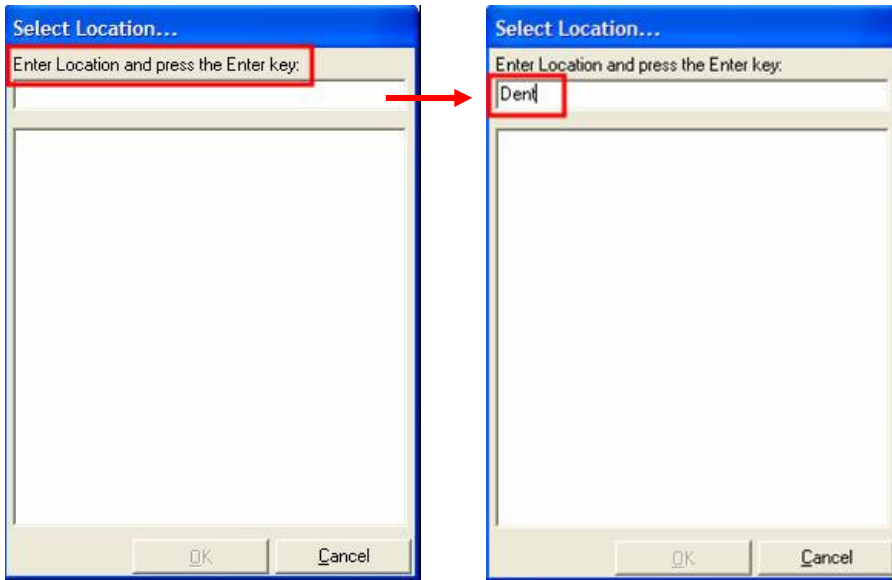 Select Location...
Enter Location and press the Enter key:
OK
Cancel
Select Location...
Enter Location and press the Enter key:
Dent
OK
Cancel